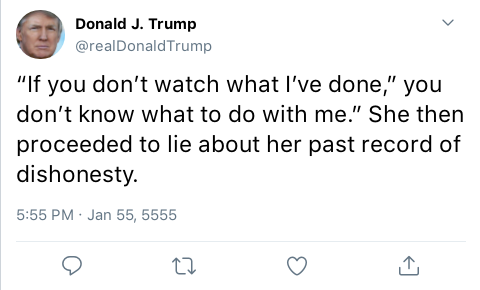 Donald J. Trump
@realDonaldTrump
“If you don’t watch what I’ve done,” you
don’t know what to do with me.” She then
proceeded to lie about her past record of
dishonesty.
5:55 PM · Jan 55, 5555